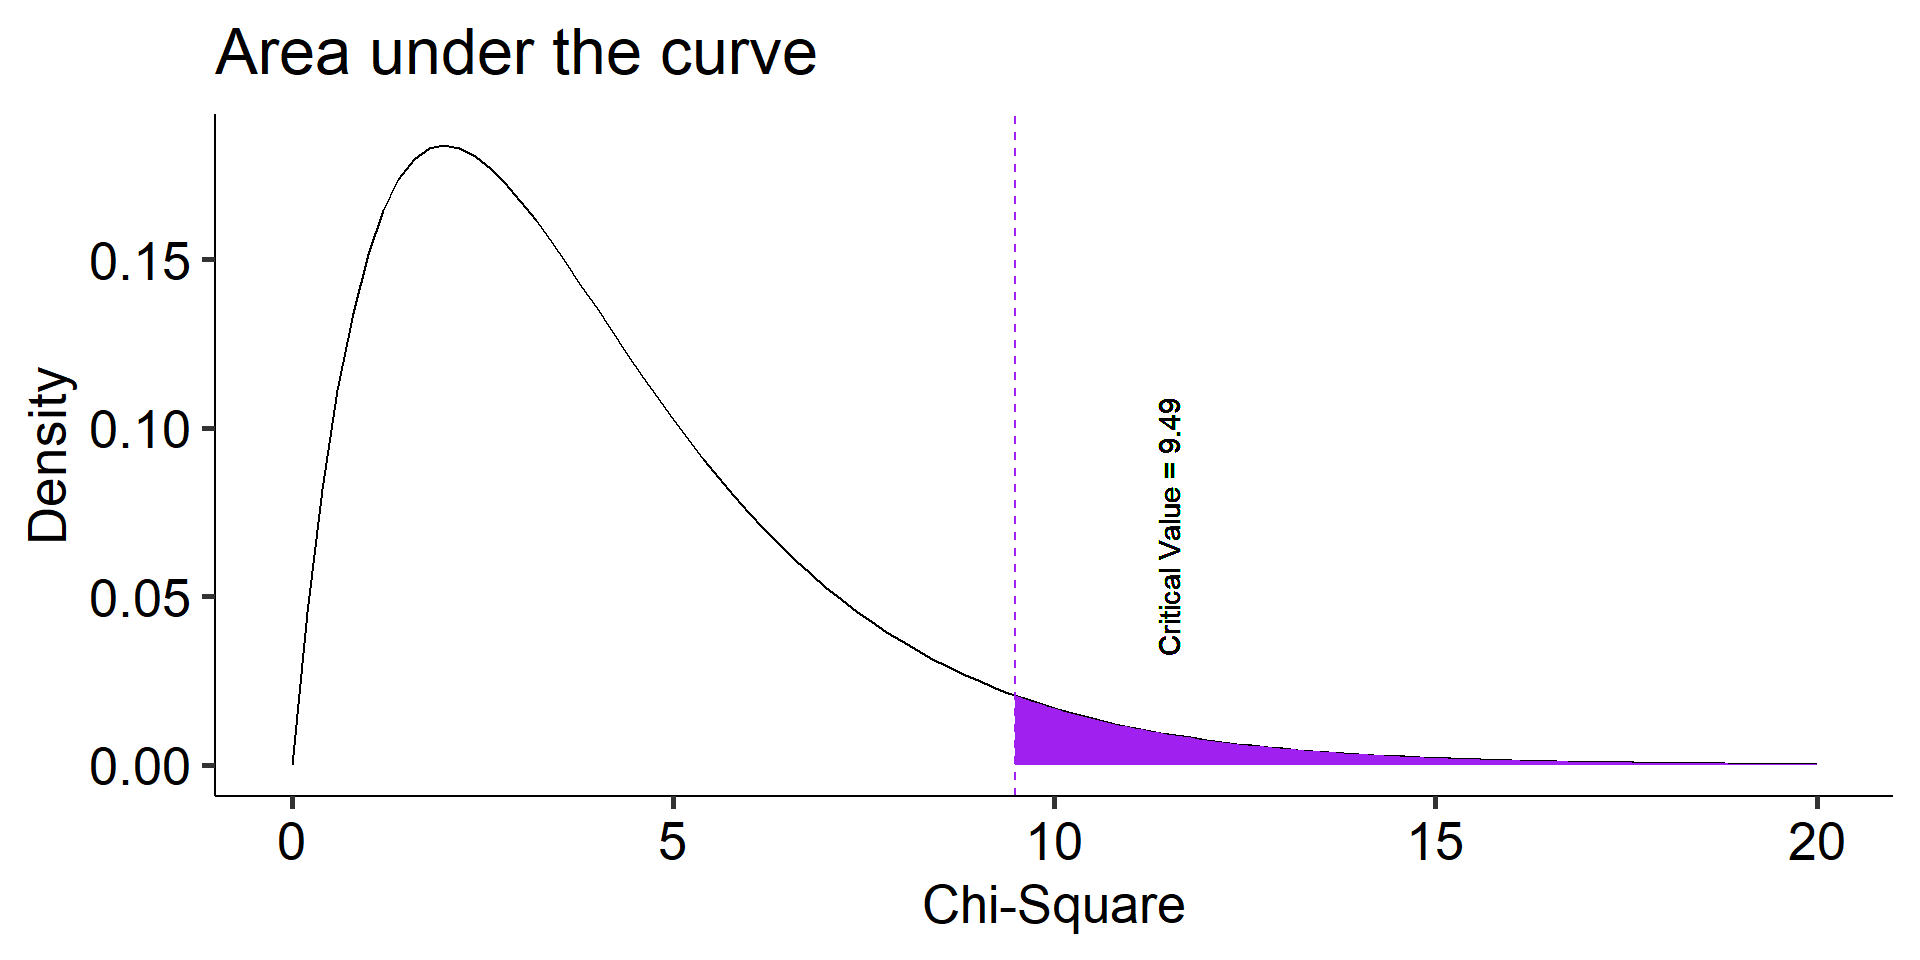 Area under the curve
Density
0.15
0.10
0.05
0.00
Critical Value = 9.49
0 5 10 15 20
Chi-Square